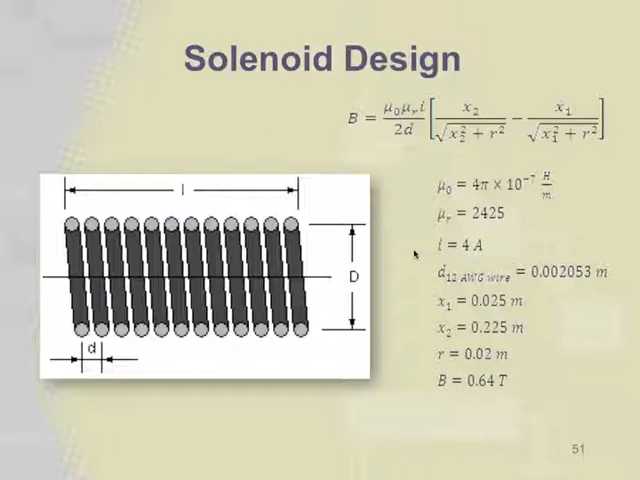 Solenoid Design
B = μ₀μᵣi / 2d [ x₂ / √(x₂² + r²) − x₁ / √(x₁² + r²) ]
μ₀ = 4π × 10⁻⁷ H/m
μᵣ = 2425
i = 4 A
d₁₂ AWG wire = 0.002053 m
x₁ = 0.025 m
x₂ = 0.225 m
r = 0.02 m
B = 0.64 T
l
D
d
51